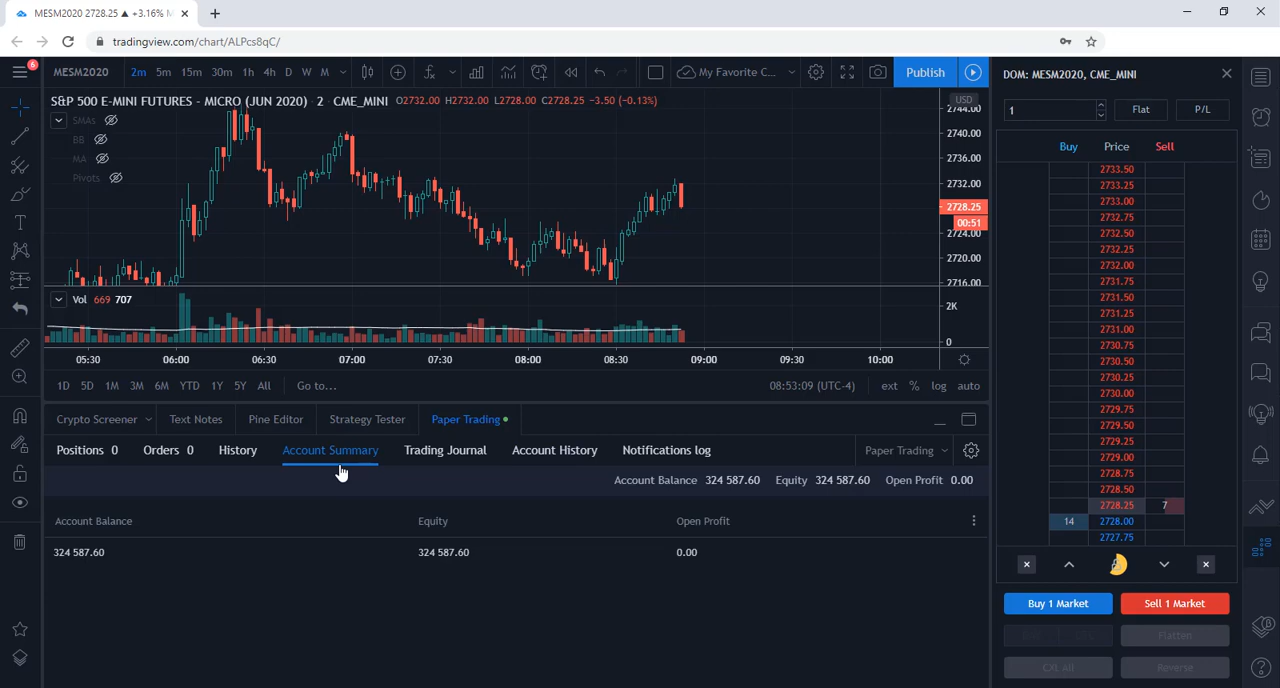 MESM2020 2728.25 ▲ +3.16% M
tradingview.com/chart/ALPcs8qC/
6
MESM2020 2m 5m 15m 30m 1h 4h D W M
My Favorite C...
Publish
S&P 500 E-MINI FUTURES - MICRO (JUN 2020) · 2 · CME_MINI O2732.00 H2732.00 L2728.00 C2728.25 -3.50 (-0.13%)
USD
SMAs
BB
MA
Pivots
2744.00
2740.00
2736.00
2732.00
2728.25
00:51
2724.00
2720.00
2716.00
Vol 669 707
2K
0
05:30 06:00 06:30 07:00 07:30 08:00 08:30 09:00 09:30 10:00
1D 5D 1M 3M 6M YTD 1Y 5Y All Go to... 08:53:09 (UTC-4) ext % log auto
Crypto Screener Text Notes Pine Editor Strategy Tester Paper Trading
Positions 0 Orders 0 History Account Summary Trading Journal Account History Notifications log Paper Trading
Account Balance 324 587.60 Equity 324 587.60 Open Profit 0.00
Account Balance Equity Open Profit
324 587.60 324 587.60 0.00
DOM: MESM2020, CME_MINI
1 Flat P/L
Buy Price Sell
2733.50
2733.25
2733.00
2732.75
2732.50
2732.25
2732.00
2731.75
2731.50
2731.25
2731.00
2730.75
2730.50
2730.25
2730.00
2729.75
2729.50
2729.25
2729.00
2728.75
2728.50
2728.25 7
14 2728.00
2727.75
Buy 1 Market Sell 1 Market
Flatten
CXL All Reverse